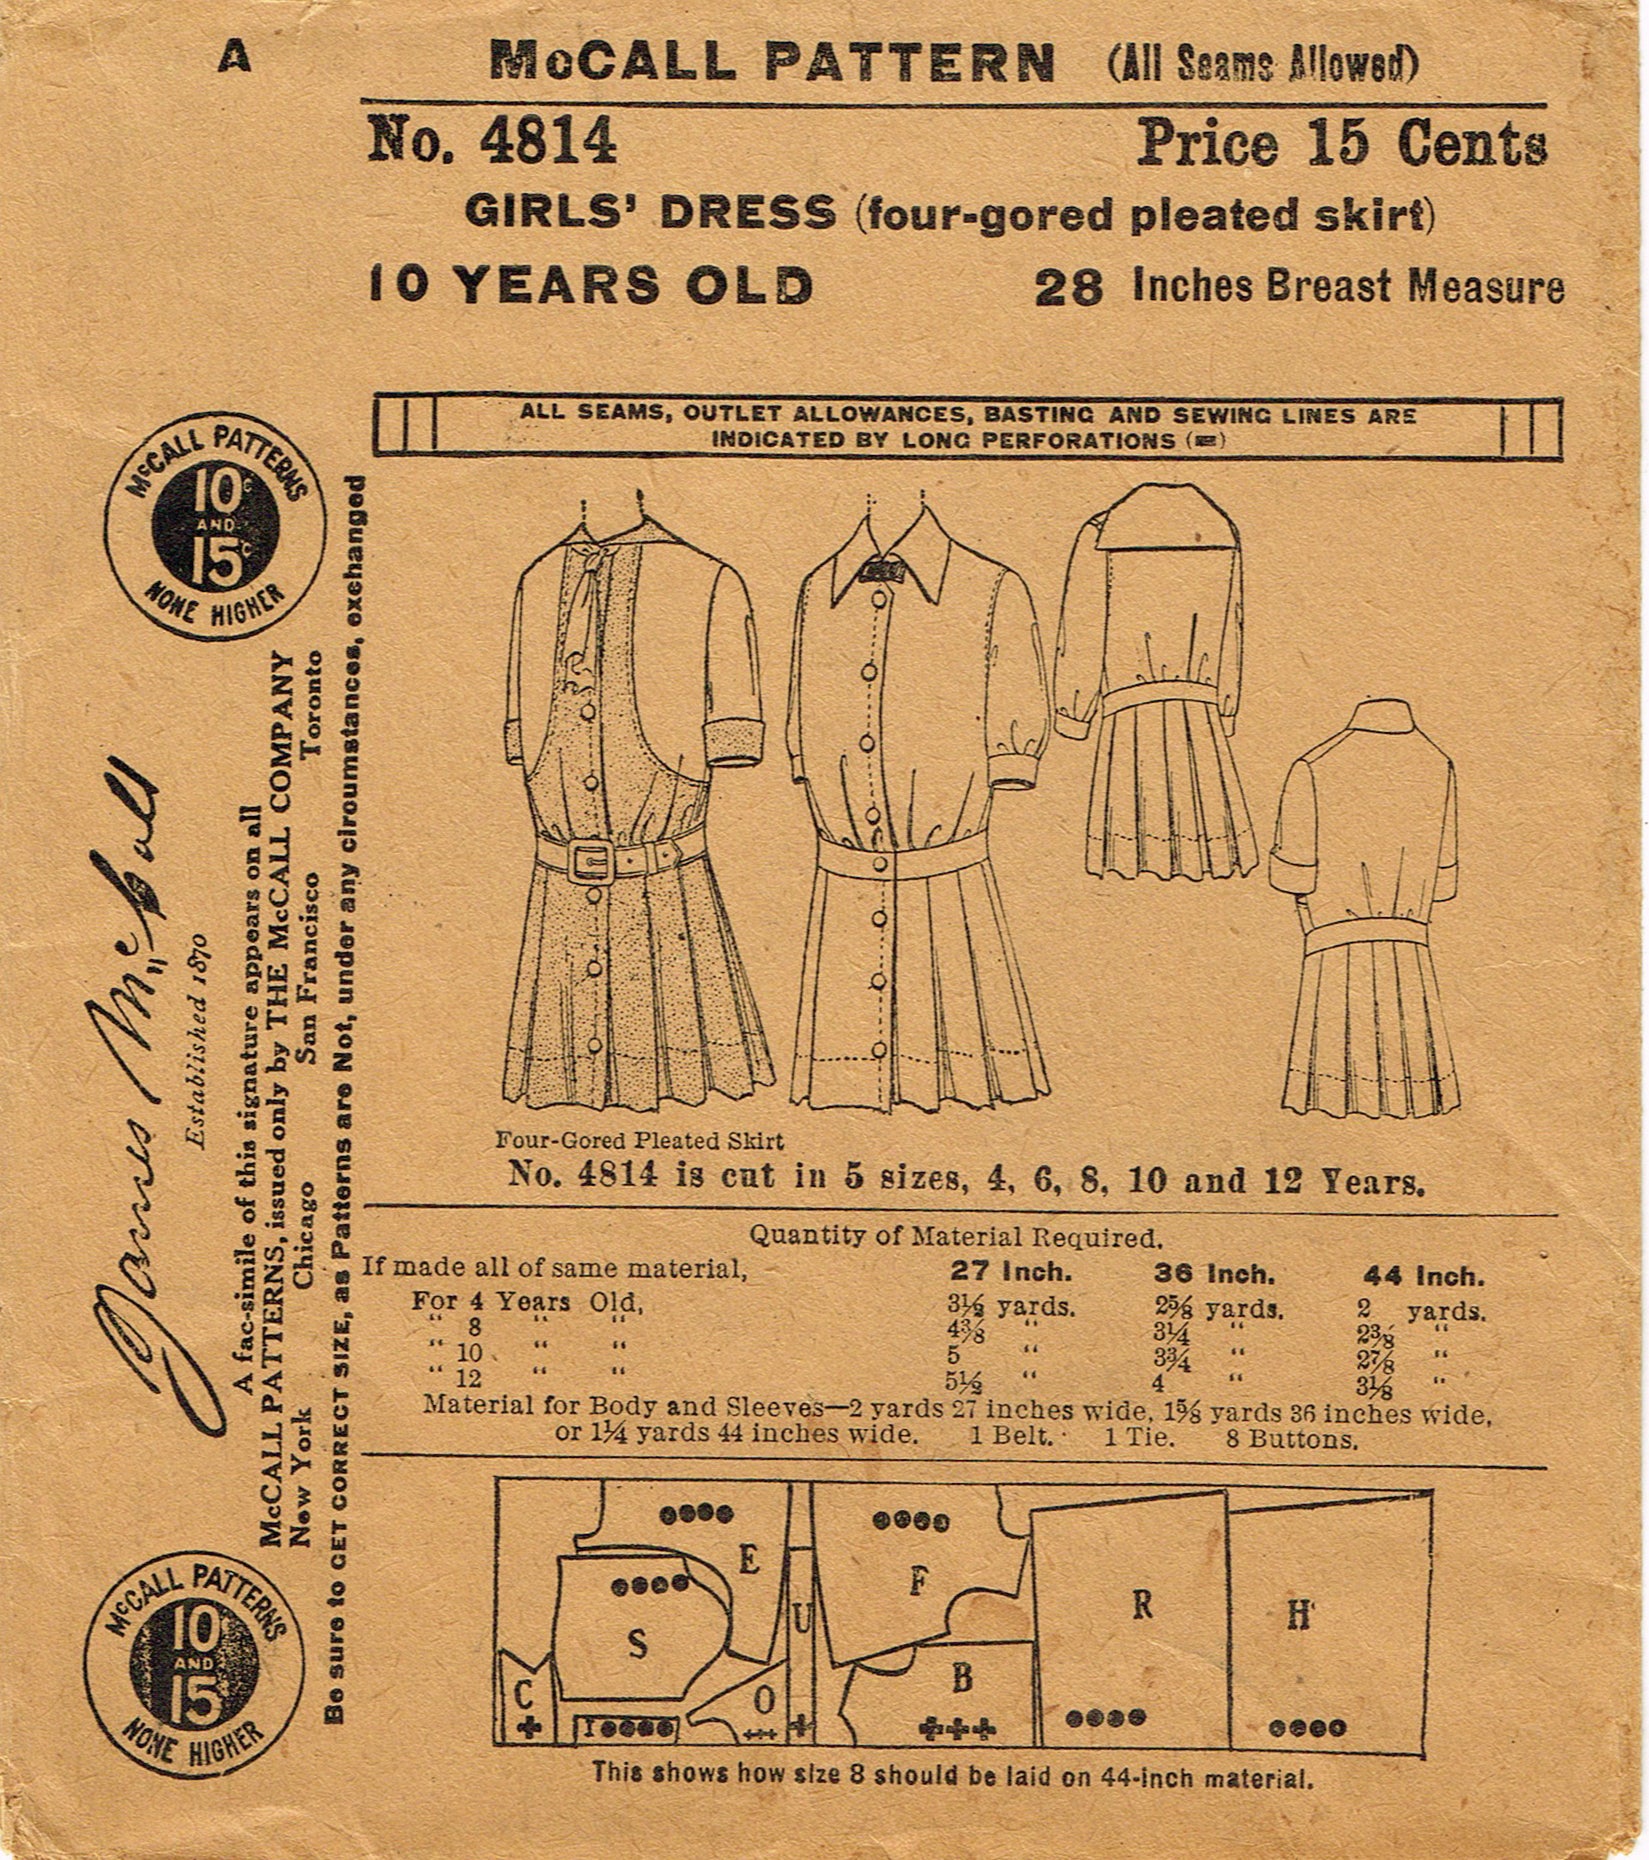 A
McCALL PATTERN (All Seams Allowed)
No. 4814 Price 15 Cents
GIRLS' DRESS (four-gored pleated skirt)
10 YEARS OLD 28 Inches Breast Measure
ALL SEAMS, OUTLET ALLOWANCES, BASTING AND SEWING LINES ARE
INDICATED BY LONG PERFORATIONS (=)
McCALL PATTERNS
10c
AND
15c
NONE HIGHER
James McCall
Established 1870
A fac-simile of this signature appears on all
McCALL PATTERNS, issued only by THE McCALL COMPANY
New York Chicago San Francisco Toronto
Be sure to GET CORRECT SIZE, as Patterns are Not, under any circumstances, exchanged
McCALL PATTERNS
10
AND
15
NONE HIGHER
Four-Gored Pleated Skirt
No. 4814 is cut in 5 sizes, 4, 6, 8, 10 and 12 Years.
Quantity of Material Required.
If made all of same material, 27 Inch. 36 Inch. 44 Inch.
For 4 Years Old, 3½ yards. 2⅝ yards. 2 yards.
" 8 " " 4⅜ " 3¼ " 2⅜ "
" 10 " " 5 " 3¾ " 2⅞ "
" 12 " " 5½ " 4 " 3⅛ "
Material for Body and Sleeves—2 yards 27 inches wide, 1⅝ yards 36 inches wide,
or 1¼ yards 44 inches wide. 1 Belt. 1 Tie. 8 Buttons.
E
F
S
U
R
H
C
I
O
B
This shows how size 8 should be laid on 44-inch material.